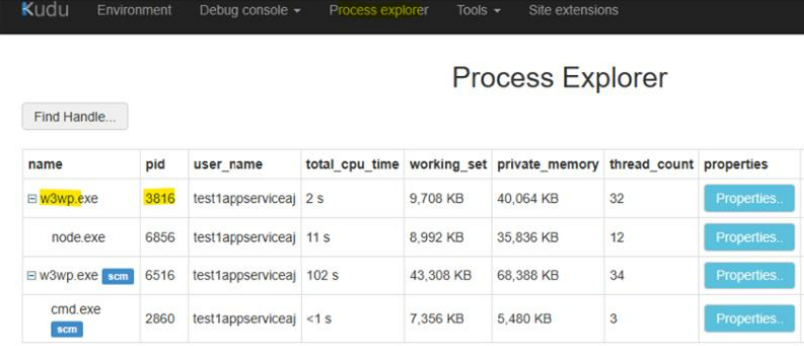 Kudu Environment Debug console Process explorer Tools Site extensions
Process Explorer
Find Handle...
name pid user_name total_cpu_time working_set private_memory thread_count properties
w3wp.exe 3816 test1appserviceaj 2 s 9,708 KB 40,064 KB 32 Properties..
node.exe 6856 test1appserviceaj 11 s 8,992 KB 35,836 KB 12 Properties..
w3wp.exe scm 6516 test1appserviceaj 102 s 43,308 KB 68,388 KB 34 Properties..
cmd.exe scm 2860 test1appserviceaj <1 s 7,356 KB 5,480 KB 3 Properties..